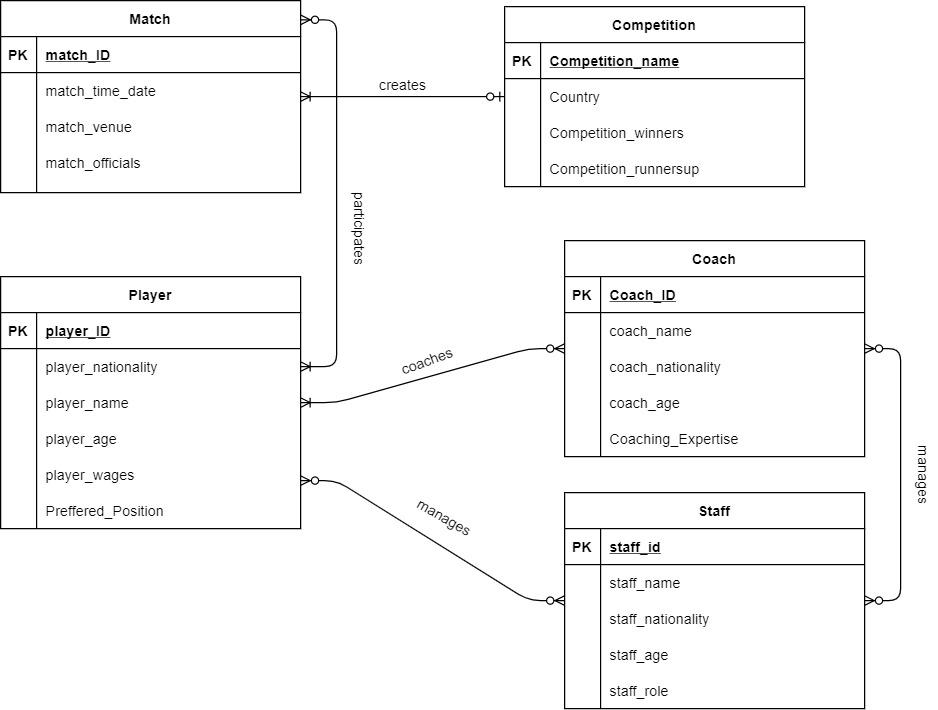 Match
PK match_ID
match_time_date
match_venue
match_officials
creates
Competition
PK Competition_name
Country
Competition_winners
Competition_runnersup
participates
Player
PK player_ID
player_nationality
player_name
player_age
player_wages
Preffered_Position
coaches
Coach
PK Coach_ID
coach_name
coach_nationality
coach_age
Coaching_Expertise
manages
manages
Staff
PK staff_id
staff_name
staff_nationality
staff_age
staff_role